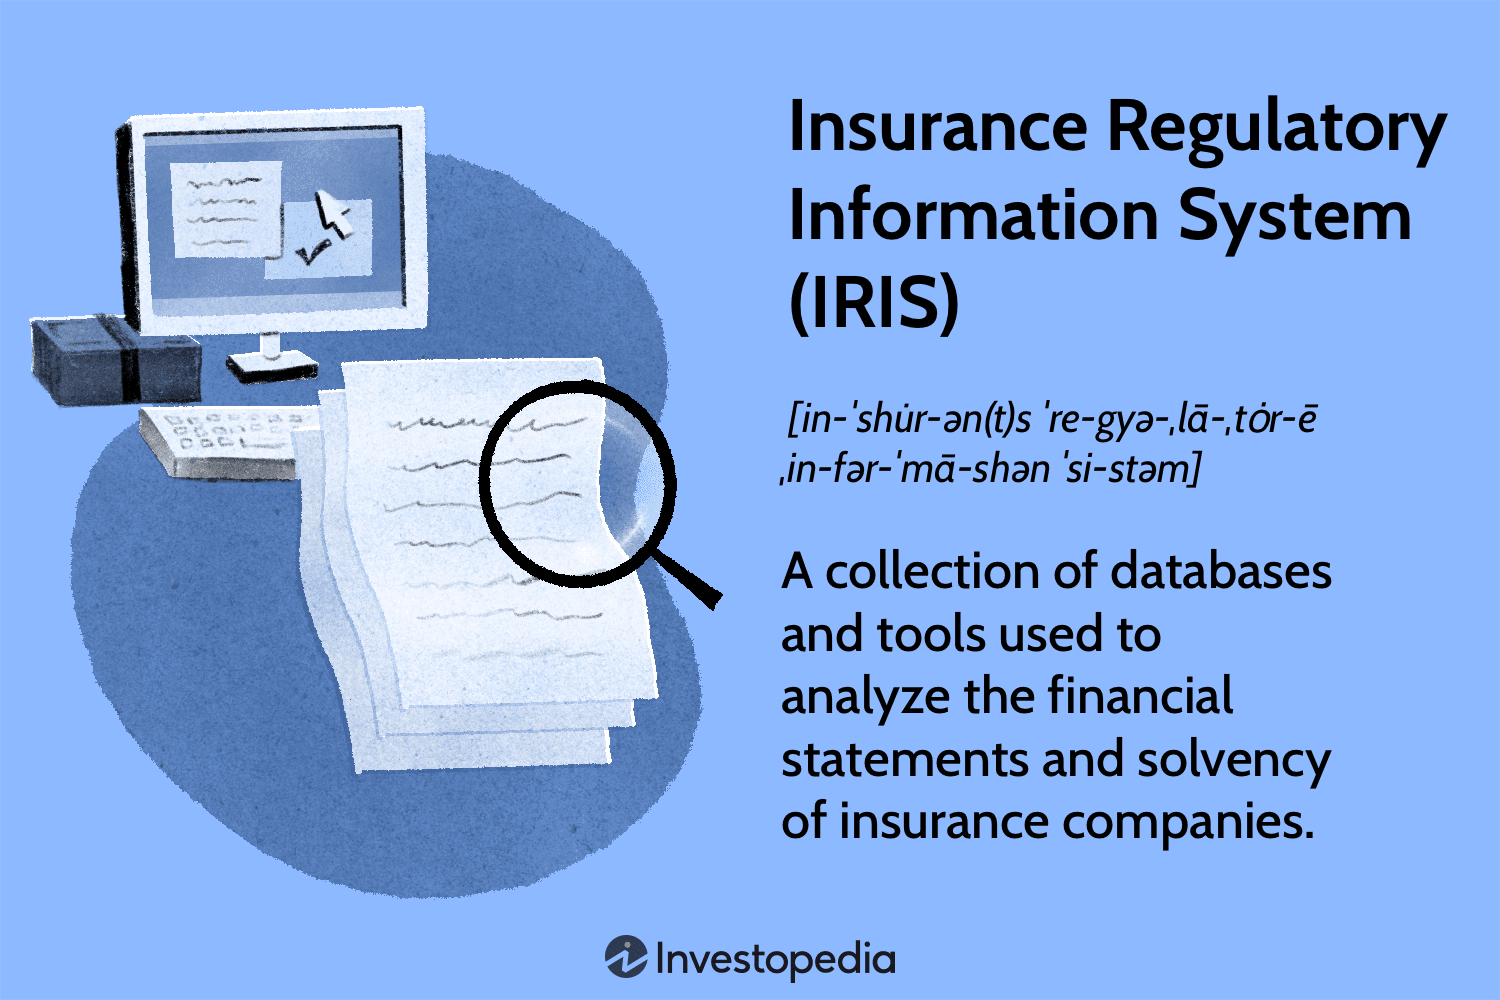 Insurance Regulatory
Information System
(IRIS)
[in-ˈshu̇r-ən(t)s ˈre-gyə-ˌlā-ˌtȯr-ē
ˌin-fər-ˈmā-shən ˈsi-stəm]
A collection of databases
and tools used to
analyze the financial
statements and solvency
of insurance companies.
Investopedia